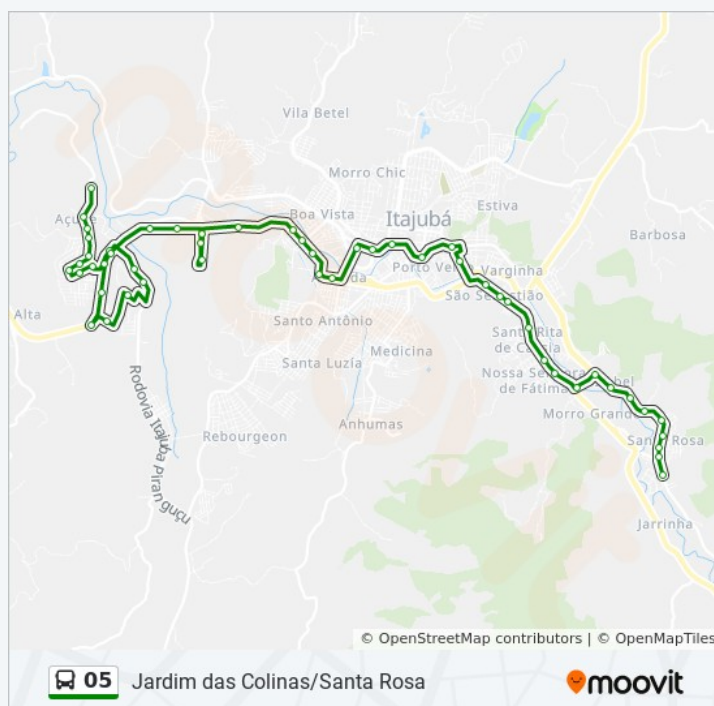 Vila Betel
Morro Chic
Estiva
Boa Vista
Itajubá
Barbosa
Porto Velho
Varginha
São Sebastião
Alta
Santo Antônio
Santa Rita
de Cássia
Medicina
Santa Luzía
Nossa Senhora
de Fátima
Morro Grande
Anhumas
Rebourgeon
Santa Rosa
Rodovia Itajubá Piranguçu
Jarrinha
© OpenStreetMap contributors | © OpenMapTiles
05 Jardim das Colinas/Santa Rosa
moovit